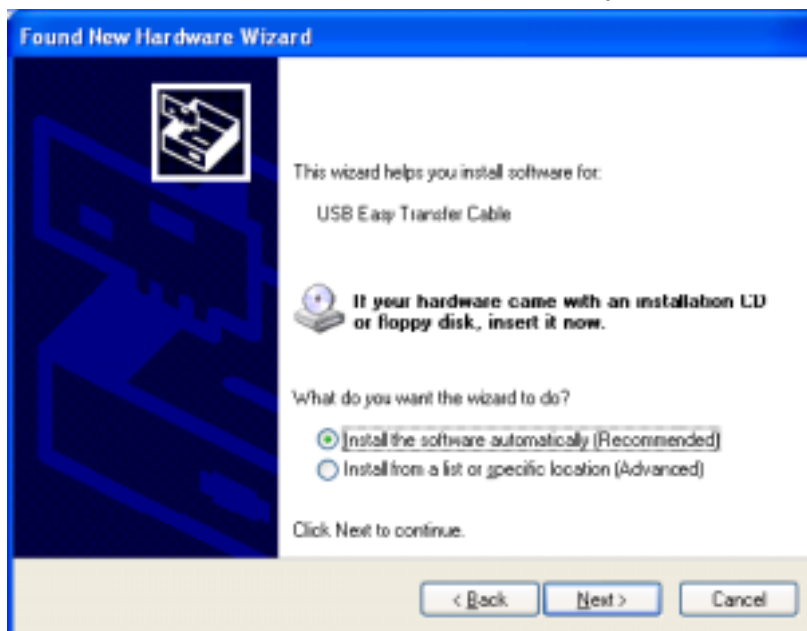 Found New Hardware Wizard
This wizard helps you install software for:
USB Easy Transfer Cable
If your hardware came with an installation CD
or floppy disk, insert it now.
What do you want the wizard to do?
Install the software automatically (Recommended)
Install from a list or specific location (Advanced)
Click Next to continue.
< Back
Next >
Cancel